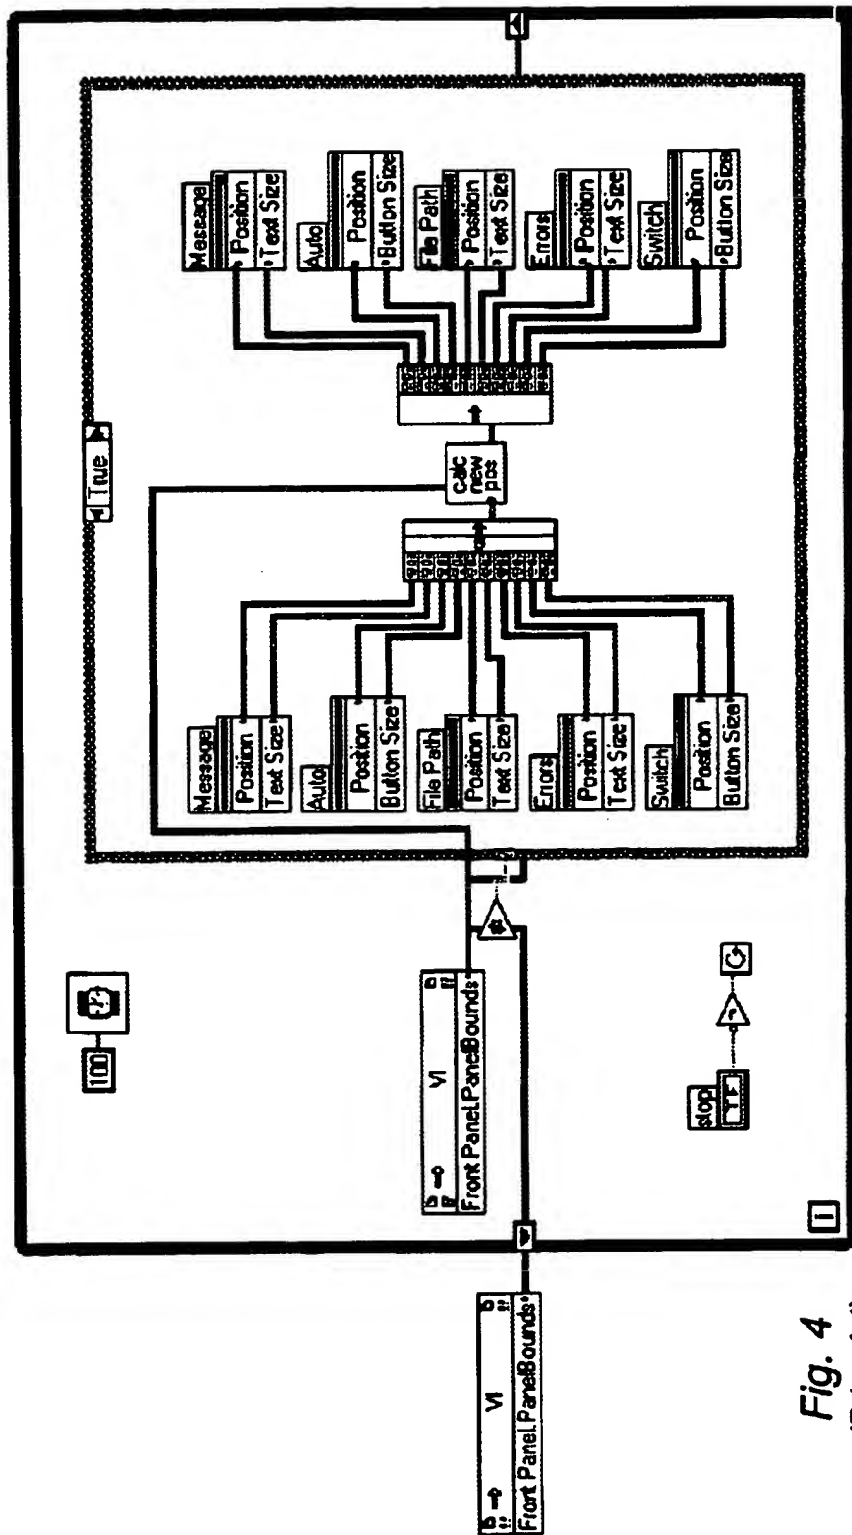 True
100
VI
Front Panel.PanelBounds
VI
Front Panel.PanelBounds
Message
Position
Text Size
Auto
Position
Button Size
File Path
Position
Text Size
Errors
Position
Text Size
Switch
Position
Button Size
calc
new
pos
Message
Position
Text Size
Auto
Position
Button Size
File Path
Position
Text Size
Errors
Position
Text Size
Switch
Position
Button Size
stop
TF
i
Fig. 4